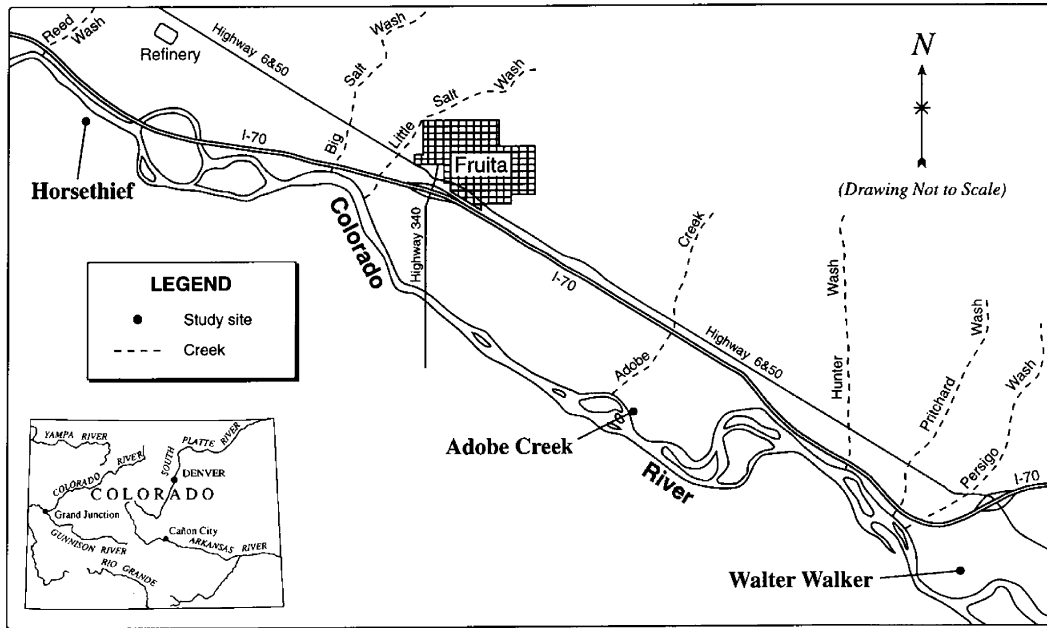 Reed
Wash
Refinery
Highway 6&50
Big Salt Wash
Little Salt Wash
N
(Drawing Not to Scale)
I-70
Fruita
Horsethief
Colorado
Highway 340
Creek
Adobe
I-70
Hunter Wash
Pritchard Wash
Persigo Wash
Highway 6&50
I-70
LEGEND
Study site
Creek
Adobe Creek
River
Walter Walker
YAMPA RIVER
SOUTH PLATTE RIVER
COLORADO RIVER
DENVER
COLORADO
Grand Junction
Cañon City
GUNNISON RIVER
ARKANSAS RIVER
RIO GRANDE